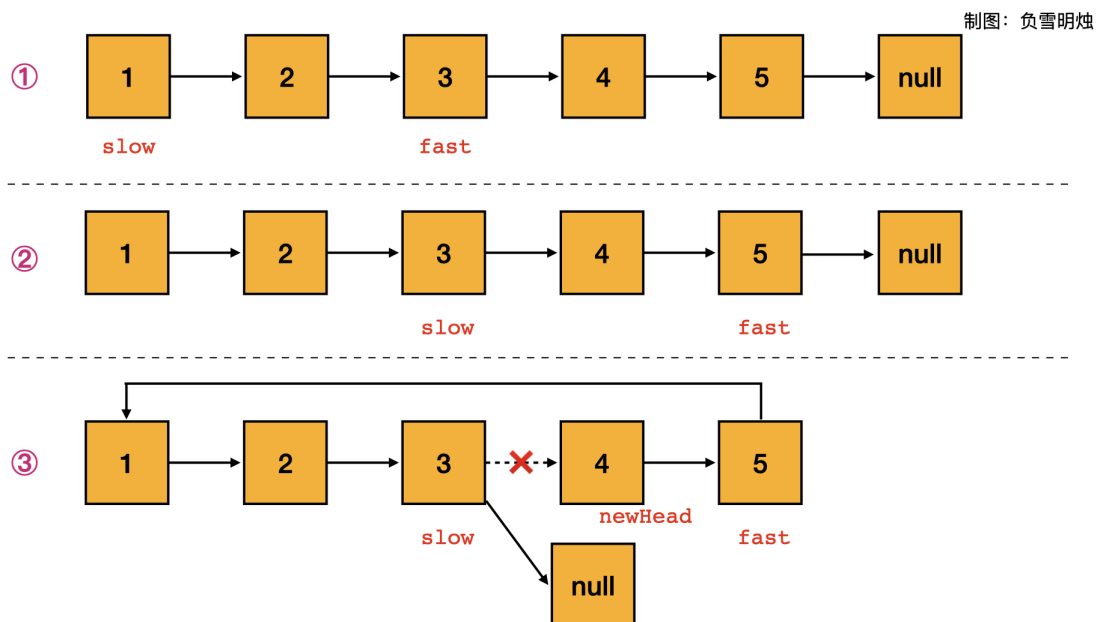 制图：负雪明烛
① 1 2 3 4 5 null
slow fast
② 1 2 3 4 5 null
slow fast
③ 1 2 3 4 5
newHead
slow fast
null